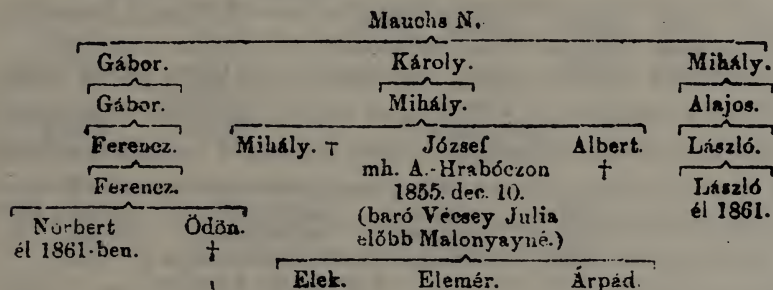 Mauchs N.
Gábor. Károly. Mihály.
Gábor. Mihály. Alajos.
Ferencz. Mihály. † József Albert. László.
Ferencz. mh. A.-Hrabóczon † László
1855. dec. 10. él 1861.
Norbert Ödön. (baró Vécsey Julia
él 1861-ben. † előbb Malonyayné.)
Elek. Elemér. Árpád.